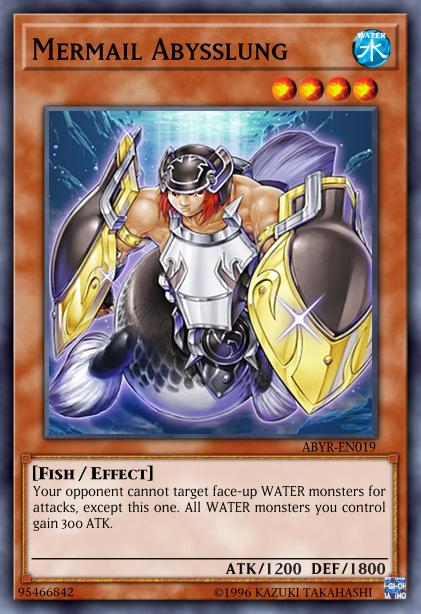 Mermail Abysslung
WATER
水
ABYR-EN019
[Fish / Effect]
Your opponent cannot target face-up WATER monsters for
attacks, except this one. All WATER monsters you control
gain 300 ATK.
ATK/1200 DEF/1800
95466842
©1996 KAZUKI TAKAHASHI